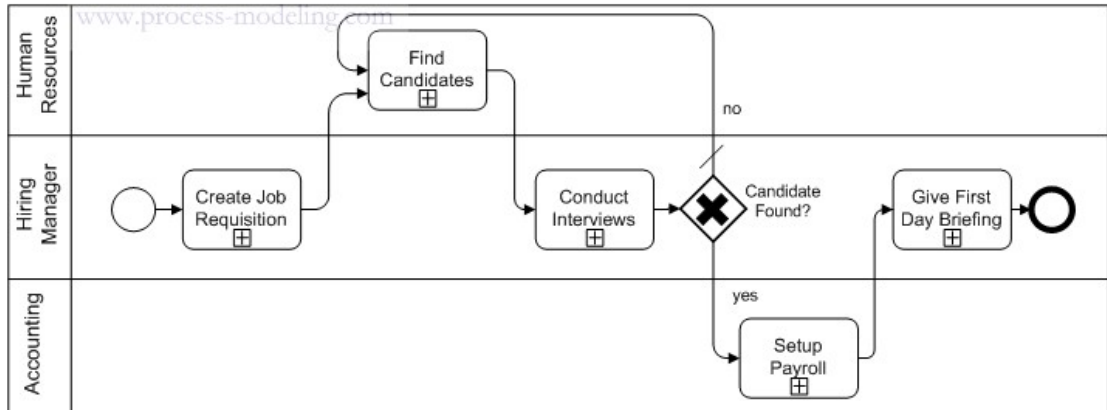 www.process-modeling.com
Human
Resources
Find
Candidates
no
Hiring
Manager
Create Job
Requisition
Conduct
Interviews
Candidate
Found?
Give First
Day Briefing
Accounting
yes
Setup
Payroll